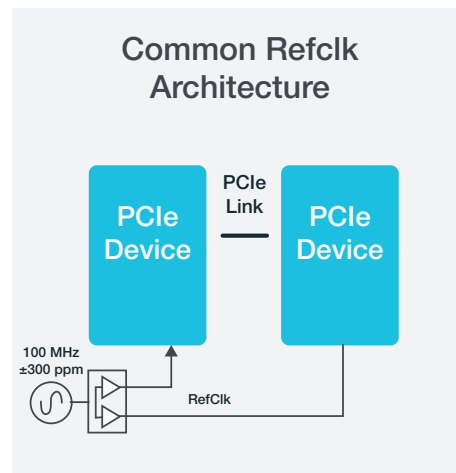 Common Refclk
Architecture
PCIe
Device
PCIe
Link
PCIe
Device
100 MHz
±300 ppm
RefClk